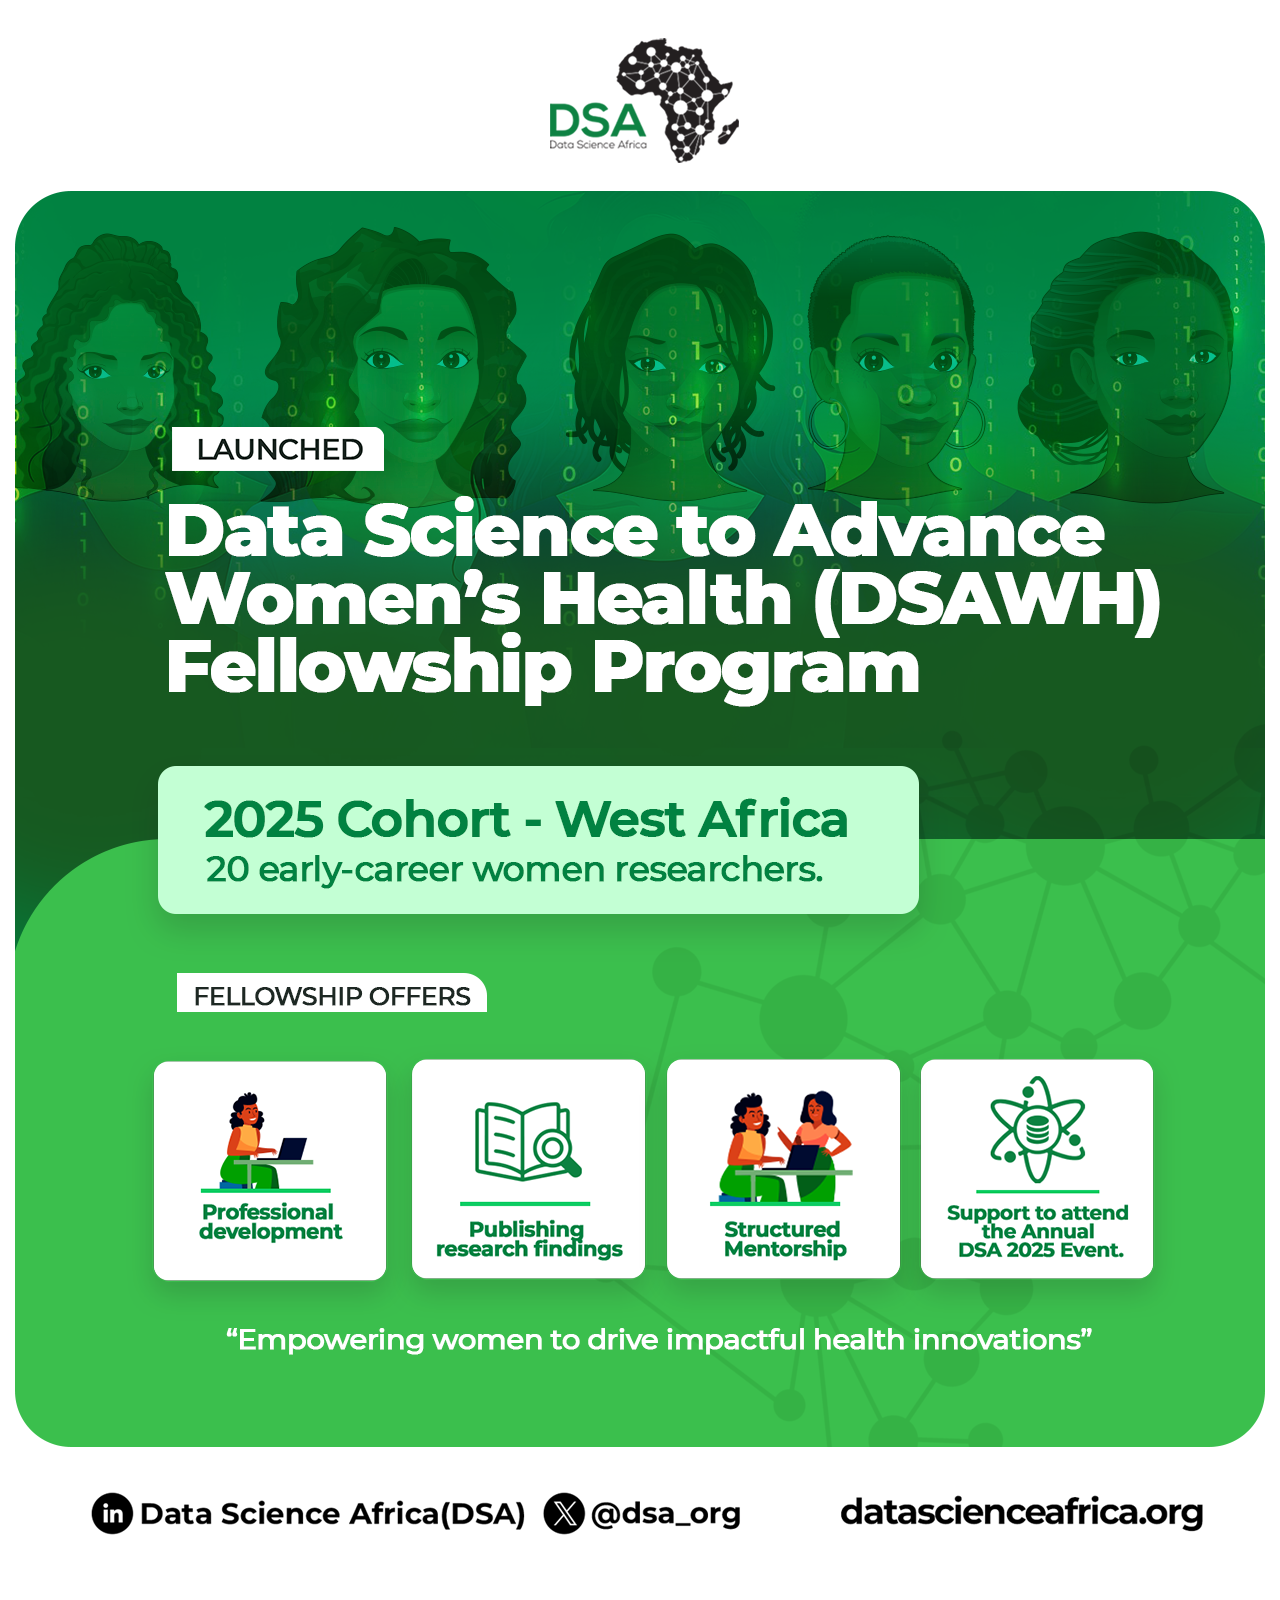 DSA
Data Science Africa
LAUNCHED
Data Science to Advance
Women’s Health (DSAWH)
Fellowship Program
2025 Cohort - West Africa
20 early-career women researchers.
FELLOWSHIP OFFERS
Professional
development
Publishing
research findings
Structured
Mentorship
Support to attend
the Annual
DSA 2025 Event.
“Empowering women to drive impactful health innovations”
in Data Science Africa(DSA)
X @dsa_org
datascienceafrica.org